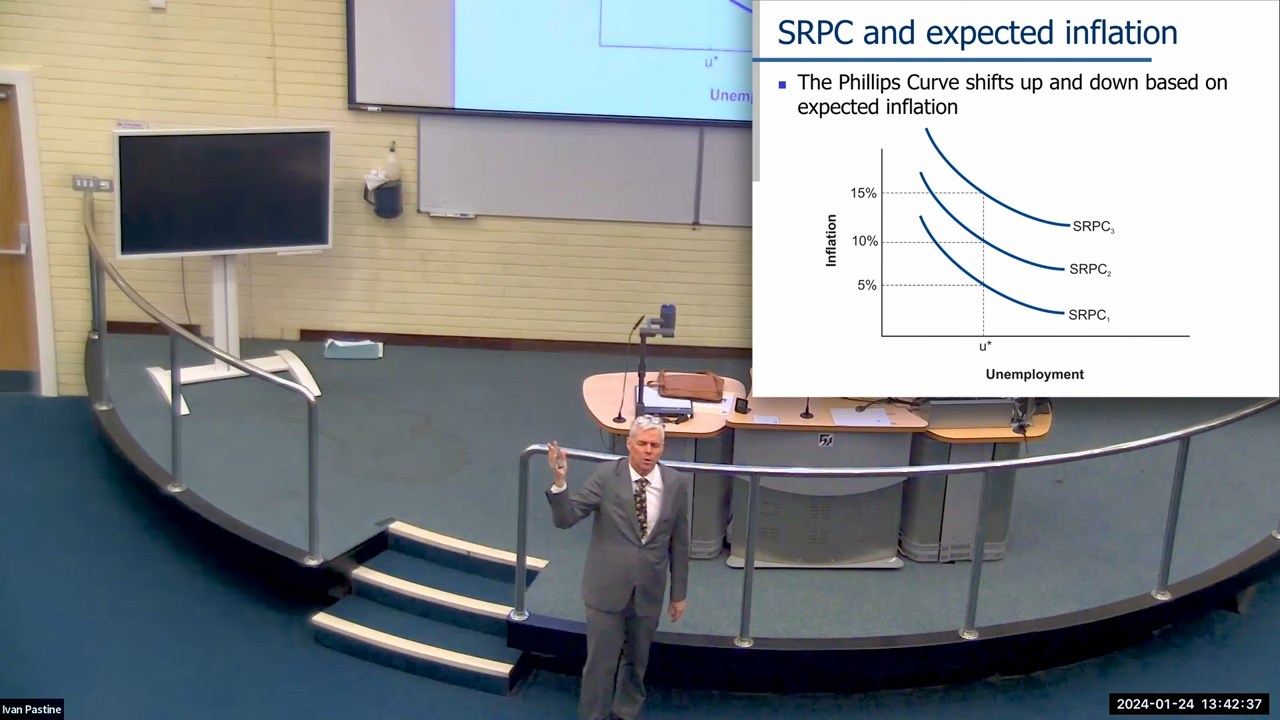 u*
Unemp
SRPC and expected inflation
The Phillips Curve shifts up and down based on
expected inflation
15%
10%
5%
Inflation
SRPC₃
SRPC₂
SRPC₁
u*
Unemployment
Ivan Pastine
2024-01-24 13:42:37